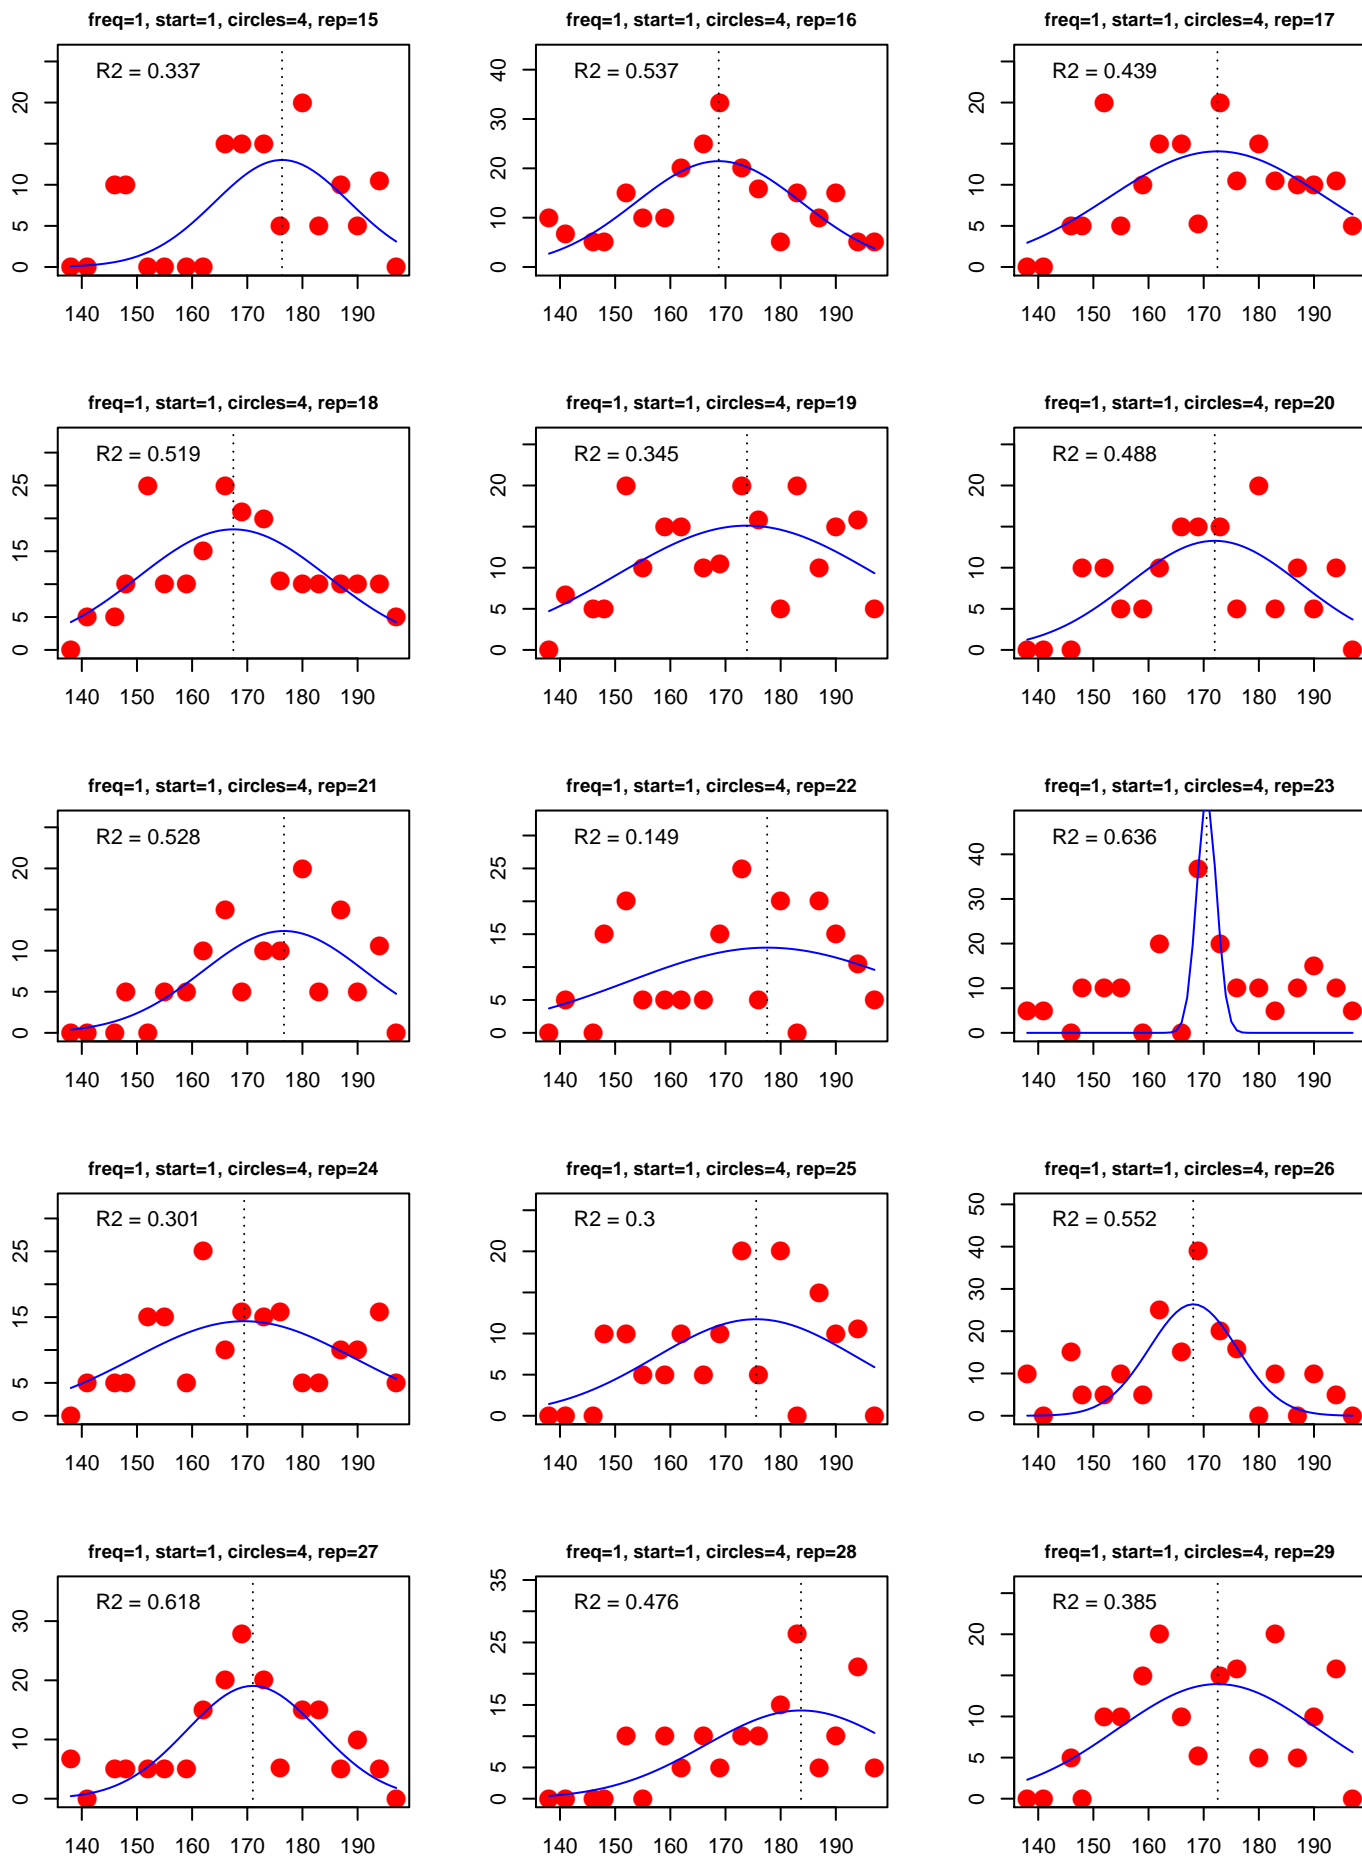 freq=1, start=1, circles=4, rep=15 freq=1, start=1, circles=4, rep=16 freq=1, start=1, circles=4, rep=17
R2 = 0.337 R2 = 0.537 R2 = 0.439
0 5 10 20 0 10 20 30 40 0 5 10 20
140 150 160 170 180 190 140 150 160 170 180 190 140 150 160 170 180 190
freq=1, start=1, circles=4, rep=18 freq=1, start=1, circles=4, rep=19 freq=1, start=1, circles=4, rep=20
R2 = 0.519 R2 = 0.345 R2 = 0.488
0 5 15 25 0 5 10 20 0 5 10 20
140 150 160 170 180 190 140 150 160 170 180 190 140 150 160 170 180 190
freq=1, start=1, circles=4, rep=21 freq=1, start=1, circles=4, rep=22 freq=1, start=1, circles=4, rep=23
R2 = 0.528 R2 = 0.149 R2 = 0.636
0 5 10 20 0 5 15 25 0 10 20 30 40
140 150 160 170 180 190 140 150 160 170 180 190 140 150 160 170 180 190
freq=1, start=1, circles=4, rep=24 freq=1, start=1, circles=4, rep=25 freq=1, start=1, circles=4, rep=26
R2 = 0.301 R2 = 0.3 R2 = 0.552
0 5 15 25 0 5 10 20 0 10 20 30 40 50
140 150 160 170 180 190 140 150 160 170 180 190 140 150 160 170 180 190
freq=1, start=1, circles=4, rep=27 freq=1, start=1, circles=4, rep=28 freq=1, start=1, circles=4, rep=29
R2 = 0.618 R2 = 0.476 R2 = 0.385
0 10 20 30 0 5 15 25 35 0 5 10 20
140 150 160 170 180 190 140 150 160 170 180 190 140 150 160 170 180 190